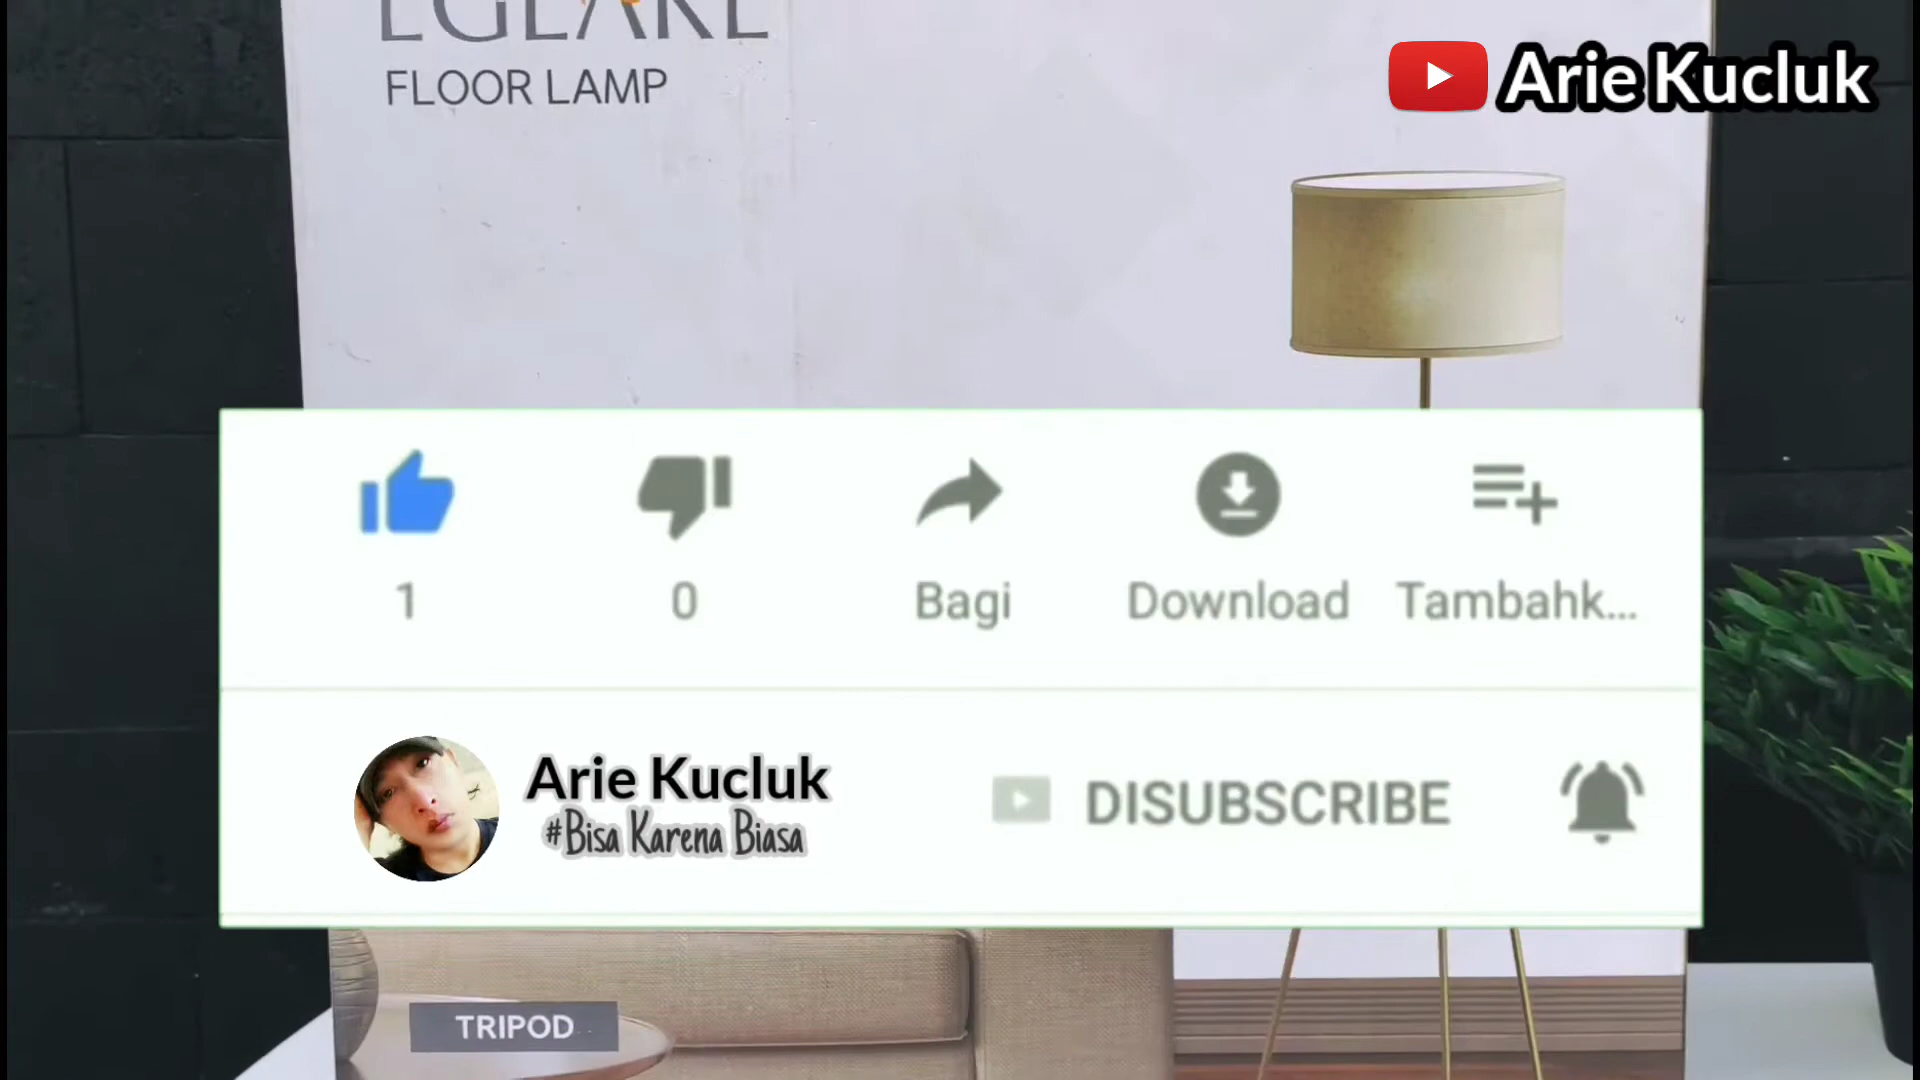 FLOOR LAMP
Arie Kucluk
1
0
Bagi
Download
Tambahk...
Arie Kucluk
#Bisa Karena Biasa
DISUBSCRIBE
TRIPOD